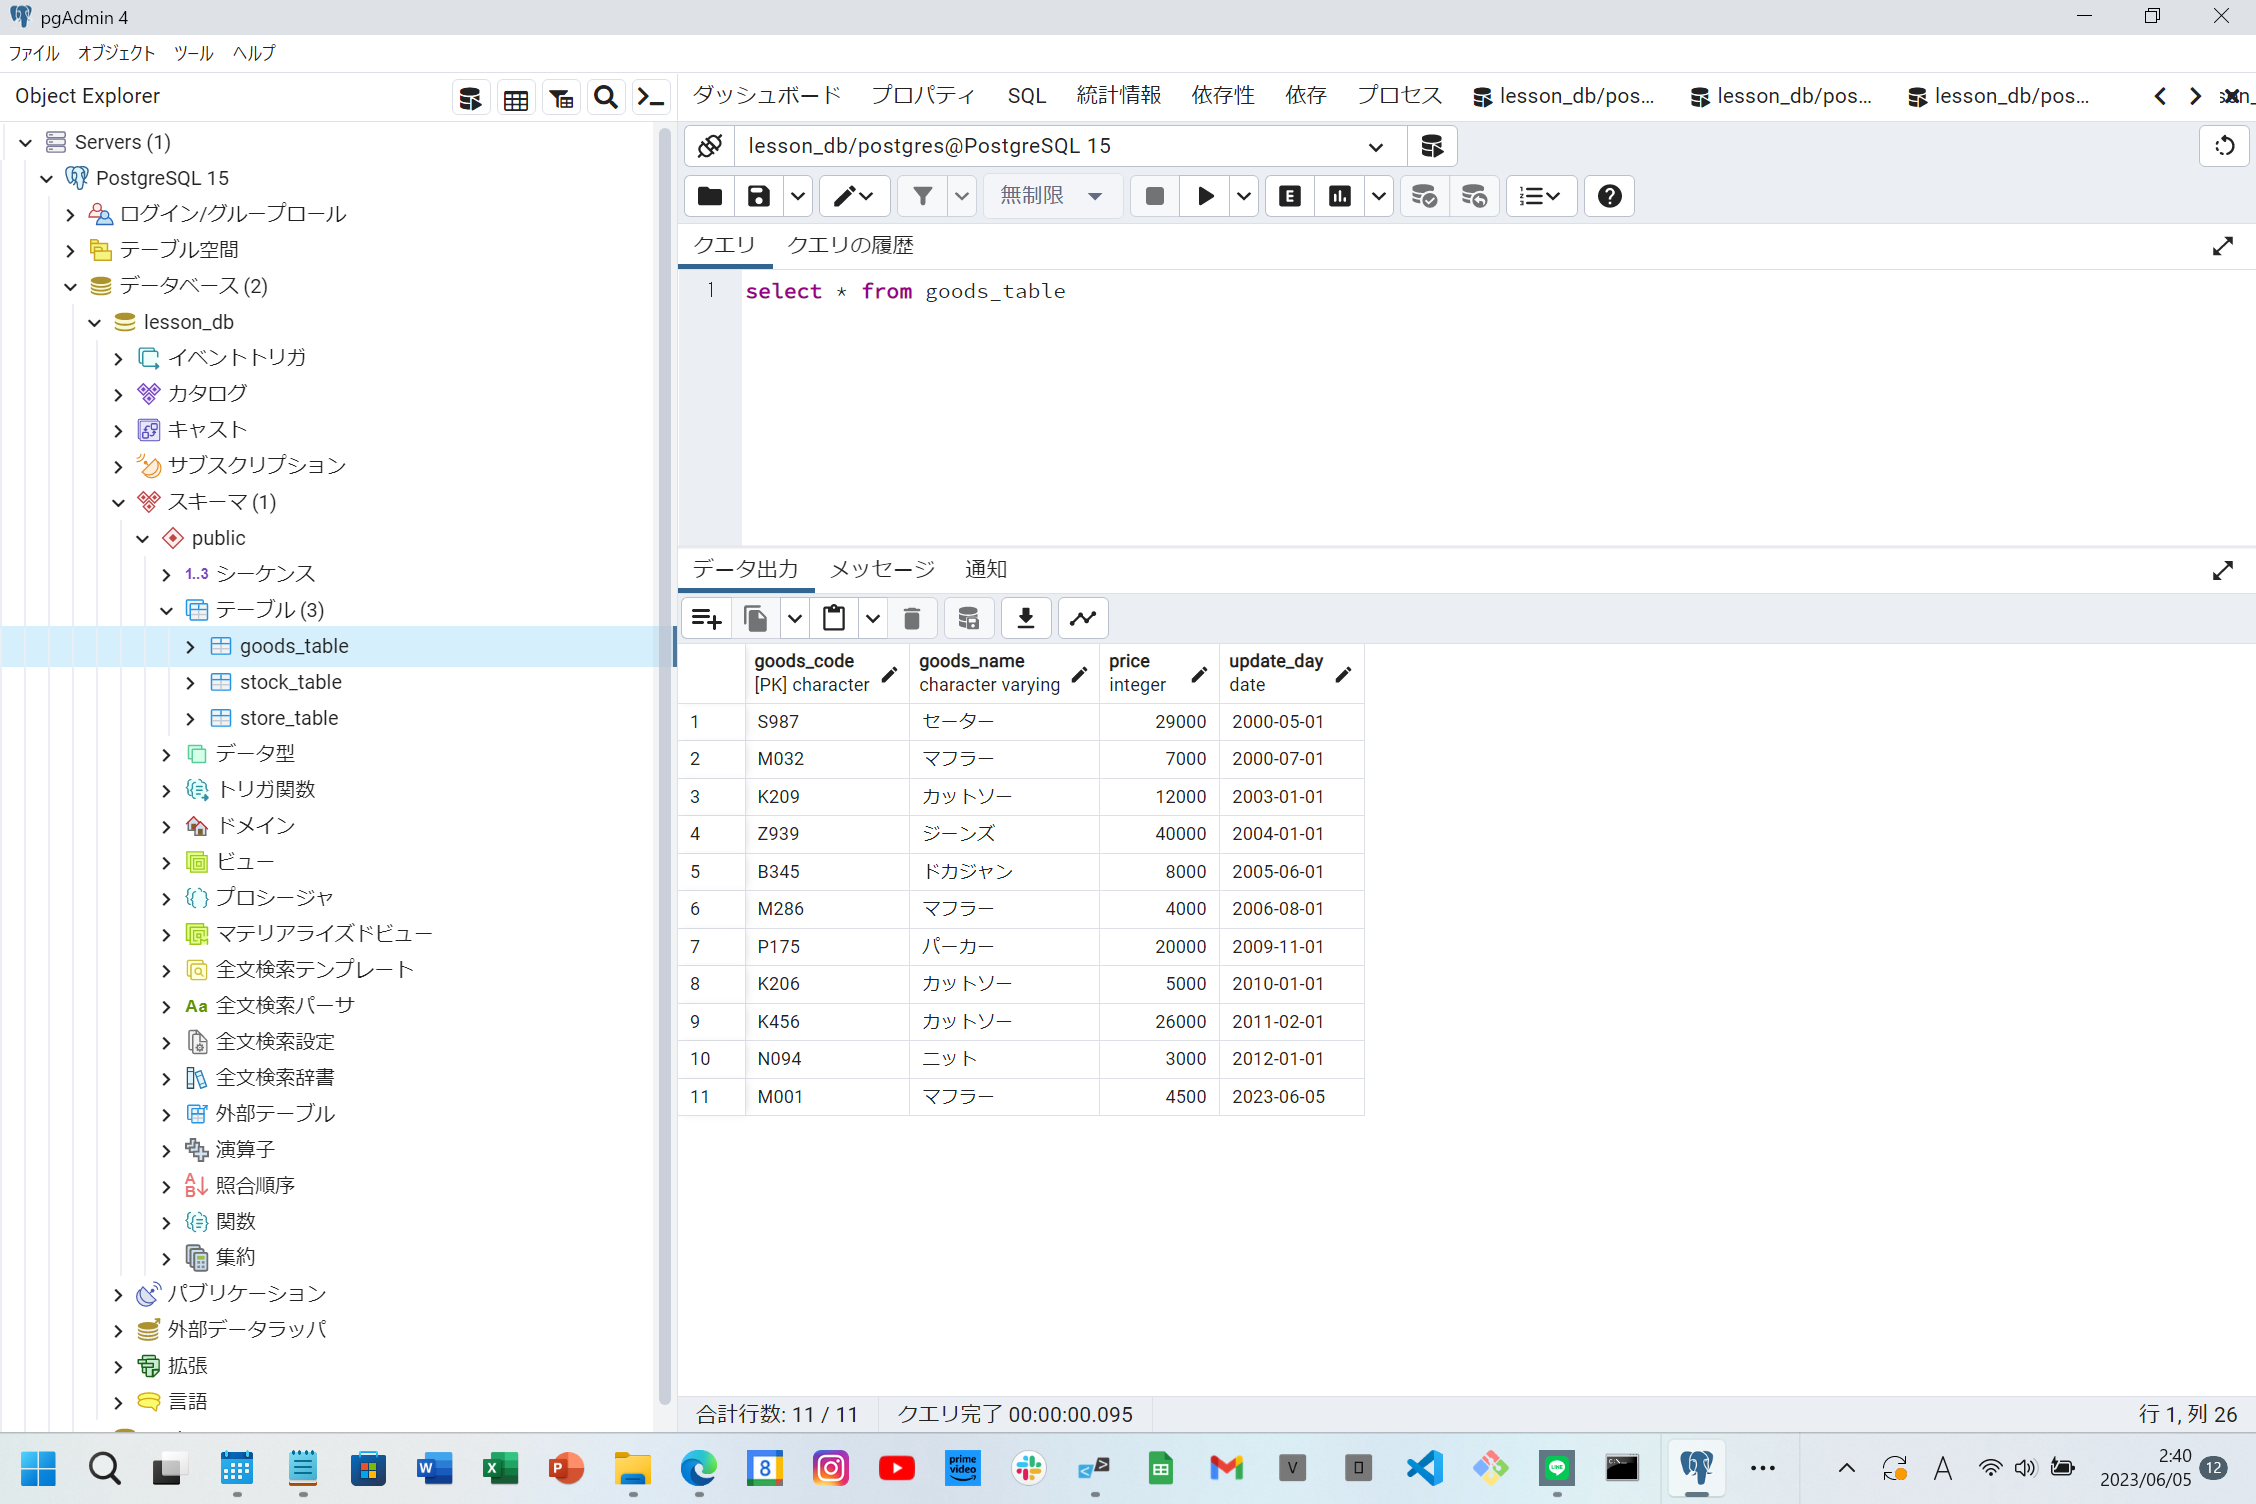 pgAdmin 4
ファイル オブジェクト ツール ヘルプ
Object Explorer
ダッシュボード プロパティ SQL 統計情報 依存性 依存 プロセス lesson_db/pos... lesson_db/pos... lesson_db/pos...
Servers (1)
PostgreSQL 15
ログイン/グループロール
テーブル空間
データベース (2)
lesson_db
イベントトリガ
カタログ
キャスト
サブスクリプション
スキーマ (1)
public
1..3 シーケンス
テーブル (3)
goods_table
stock_table
store_table
データ型
トリガ関数
ドメイン
ビュー
プロシージャ
マテリアライズドビュー
全文検索テンプレート
Aa 全文検索パーサ
全文検索設定
全文検索辞書
外部テーブル
演算子
照合順序
関数
集約
パブリケーション
外部データラッパ
拡張
言語
lesson_db/postgres@PostgreSQL 15
無制限
クエリ クエリの履歴
1 select * from goods_table
データ出力 メッセージ 通知
goods_code goods_name price update_day
[PK] character character varying integer date
1 S987 セーター 29000 2000-05-01
2 M032 マフラー 7000 2000-07-01
3 K209 カットソー 12000 2003-01-01
4 Z939 ジーンズ 40000 2004-01-01
5 B345 ドカジャン 8000 2005-06-01
6 M286 マフラー 4000 2006-08-01
7 P175 パーカー 20000 2009-11-01
8 K206 カットソー 5000 2010-01-01
9 K456 カットソー 26000 2011-02-01
10 N094 ニット 3000 2012-01-01
11 M001 マフラー 4500 2023-06-05
合計行数: 11 / 11 クエリ完了 00:00:00.095 行 1, 列 26
prime video
A 2:40 12
2023/06/05